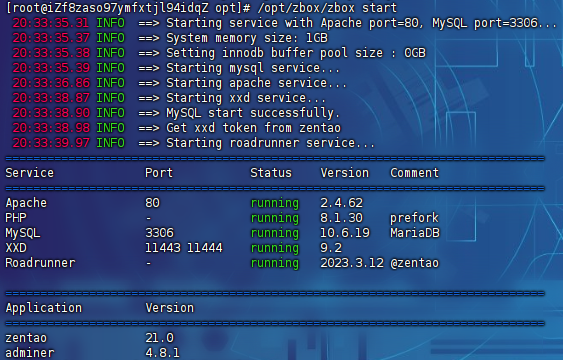 [root@iZf8zaso97ymfxtjl94idqZ opt]# /opt/zbox/zbox start
20:33:35.31 INFO ==> Starting service with Apache port=80, MySQL port=3306...
20:33:35.37 INFO ==> System memory size: 1GB
20:33:35.38 INFO ==> Setting innodb buffer pool size : 0GB
20:33:35.39 INFO ==> Starting mysql service...
20:33:36.86 INFO ==> Starting apache service...
20:33:38.87 INFO ==> Starting xxd service...
20:33:38.90 INFO ==> MySQL start successfully.
20:33:38.98 INFO ==> Get xxd token from zentao
20:33:39.97 INFO ==> Starting roadrunner service...
Service Port Status Version Comment
Apache 80 running 2.4.62
PHP - running 8.1.30 prefork
MySQL 3306 running 10.6.19 MariaDB
XXD 11443 11444 running 9.2
Roadrunner - running 2023.3.12 @zentao
Application Version
zentao 21.0
adminer 4.8.1